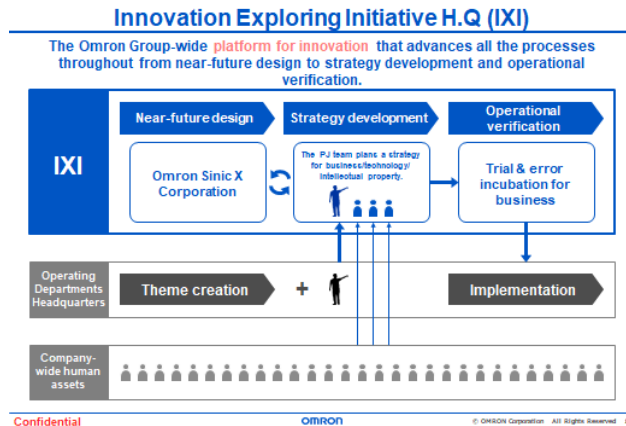 Innovation Exploring Initiative H.Q (IXI)
The Omron Group-wide platform for innovation that advances all the processes
throughout from near-future design to strategy development and operational
verification.
IXI
Near-future design
Strategy development
Operational
verification
Omron Sinic X
Corporation
The PJ team plans a strategy
for business/technology/
intellectual property.
Trial & error
incubation for
business
Operating
Departments
Headquarters
Theme creation
+
Implementation
Company-
wide human
assets
Confidential
OMRON
© OMRON Corporation All Rights Reserved